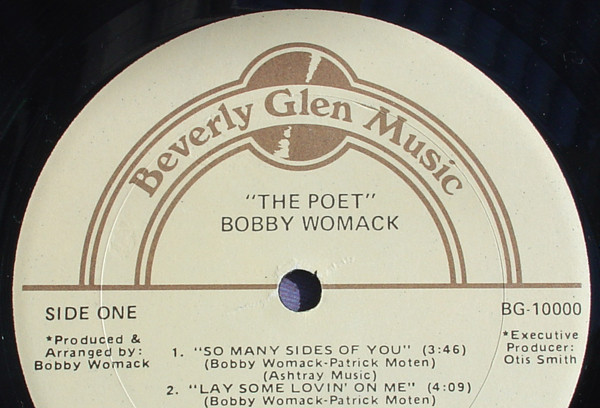 Beverly Glen Music
"THE POET"
BOBBY WOMACK
SIDE ONE
BG-10000
*Produced &
Arranged by:
Bobby Womack
*Executive
Producer:
Otis Smith
1. "SO MANY SIDES OF YOU" (3:46)
(Bobby Womack-Patrick Moten)
(Ashtray Music)
2. "LAY SOME LOVIN' ON ME" (4:09)
(Bobby Womack-Patrick Moten)